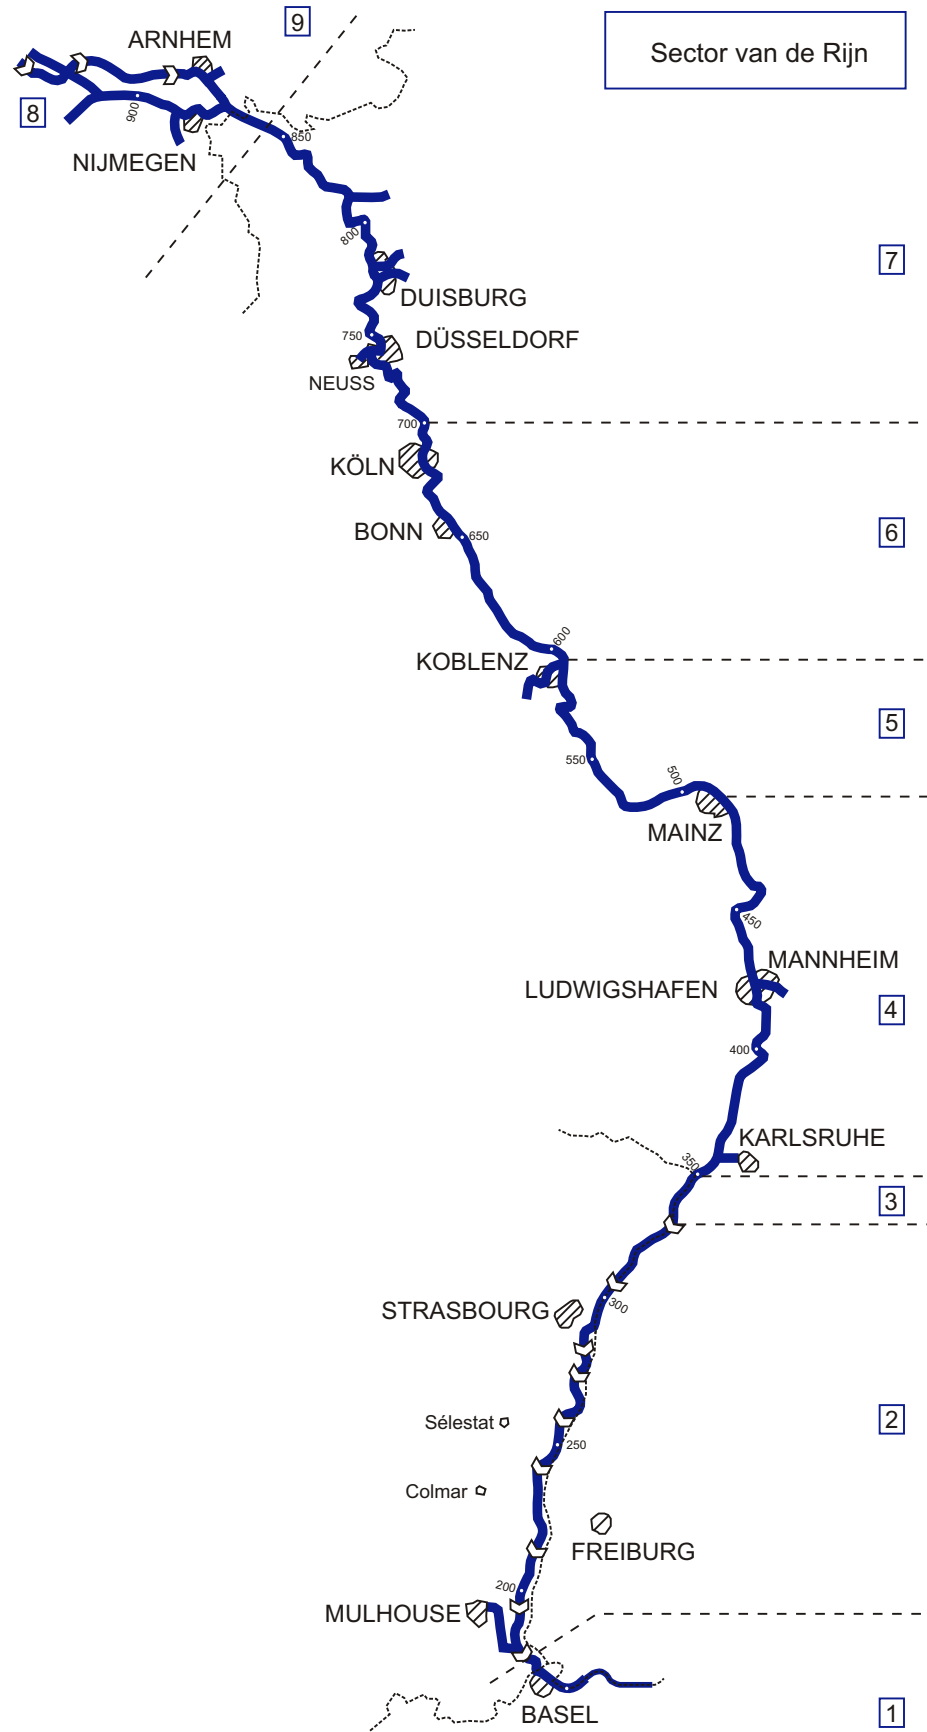 9
Sector van de Rijn
ARNHEM
8
900
850
NIJMEGEN
800
7
DUISBURG
750
DÜSSELDORF
NEUSS
700
KÖLN
BONN
650
6
600
KOBLENZ
5
550
500
MAINZ
450
MANNHEIM
LUDWIGSHAFEN
4
400
KARLSRUHE
350
3
300
STRASBOURG
Sélestat
2
250
Colmar
FREIBURG
200
MULHOUSE
BASEL
1